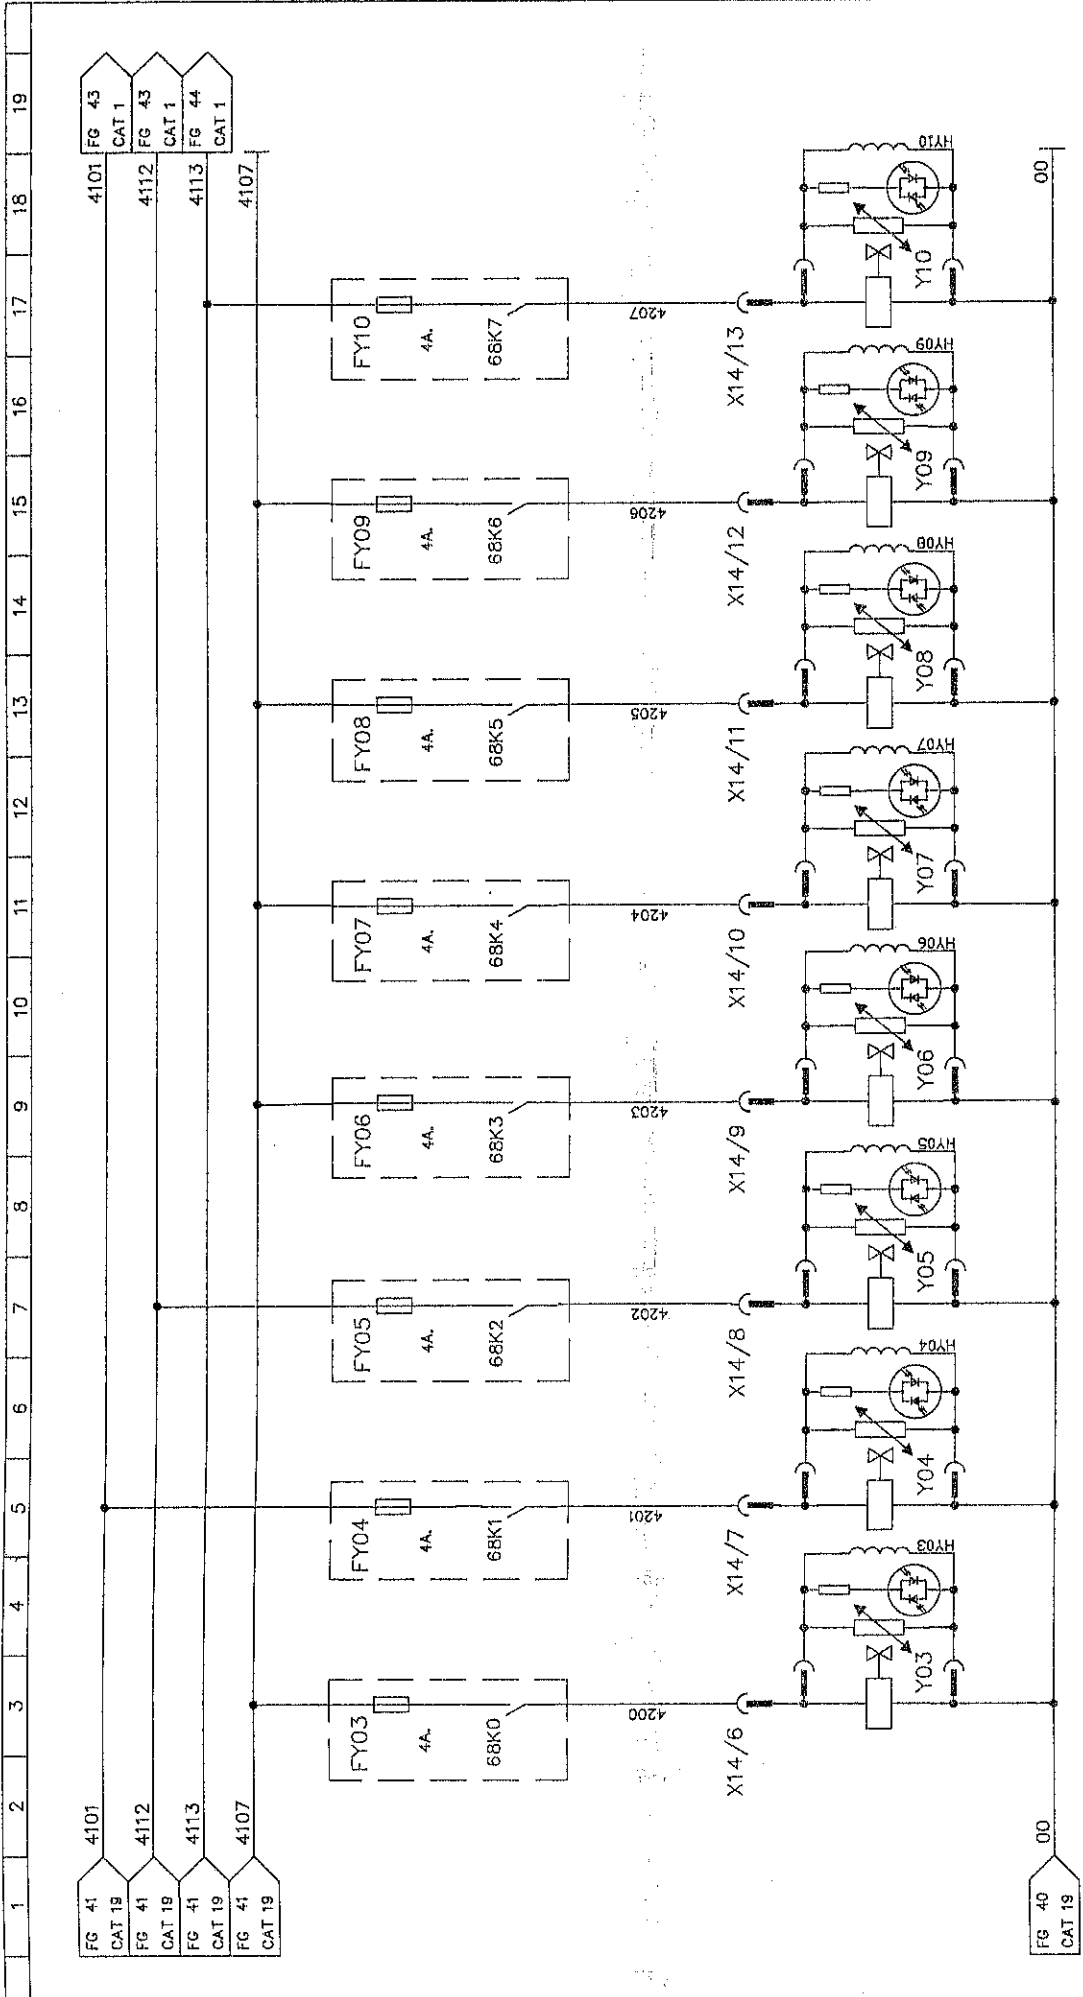 1 2 3 4 5 6 7 8 9 10 11 12 13 14 15 16 17 18 19
FG 41 CAT 19
4101
4101
FG 43 CAT 1
FG 41 CAT 19
4112
4112
FG 43 CAT 1
FG 41 CAT 19
4113
4113
FG 44 CAT 1
FG 41 CAT 19
4107
4107
FY03
FY04
FY05
FY06
FY07
FY08
FY09
FY10
4A.
4A.
4A.
4A.
4A.
4A.
4A.
4A.
68K0
68K1
68K2
68K3
68K4
68K5
68K6
68K7
4200
4201
4202
4203
4204
4205
4206
4207
X14/6
X14/7
X14/8
X14/9
X14/10
X14/11
X14/12
X14/13
Y03
HY03
Y04
HY04
Y05
HY05
Y06
HY06
Y07
HY07
Y08
HY08
Y09
HY09
Y10
HY10
FG 40 CAT 19
00
00